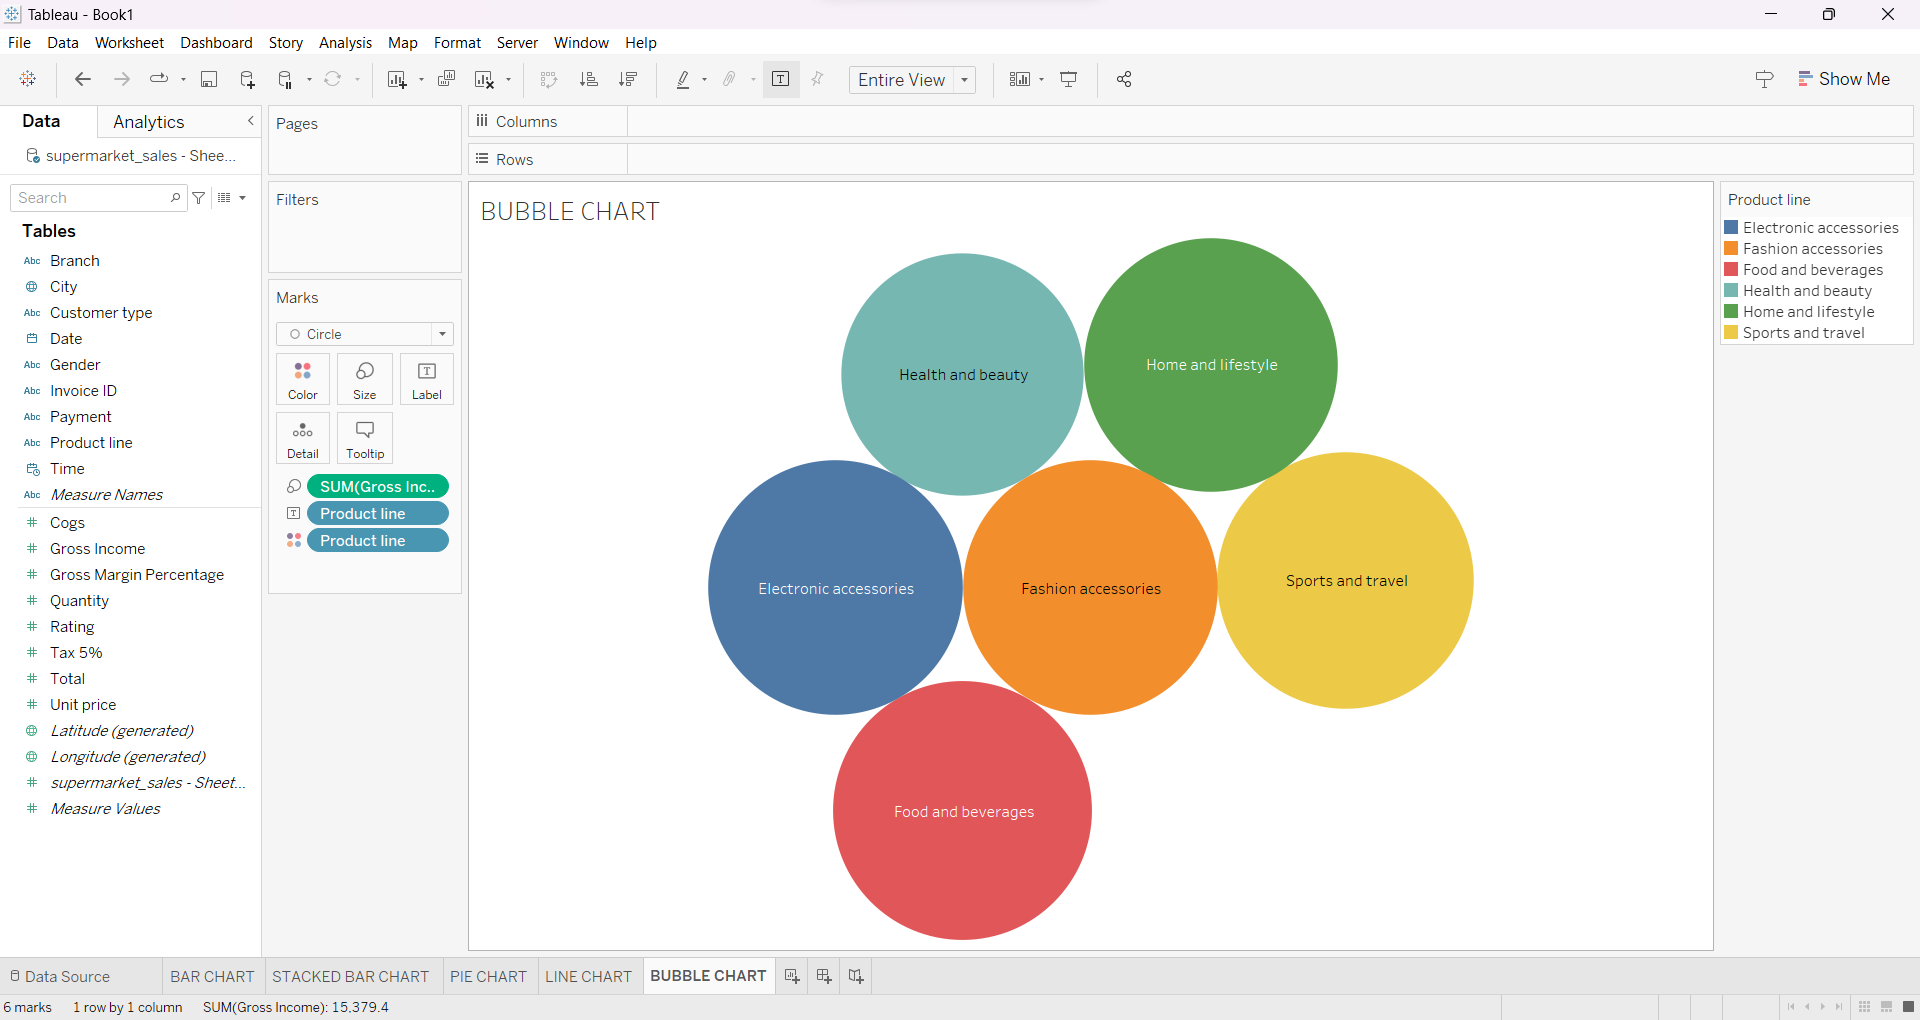 Tableau - Book1
File Data Worksheet Dashboard Story Analysis Map Format Server Window Help
Entire View
Show Me
Data Analytics
supermarket_sales - Shee...
Search
Tables
Abc Branch
City
Abc Customer type
Date
Abc Gender
Abc Invoice ID
Abc Payment
Abc Product line
Time
Abc Measure Names
# Cogs
# Gross Income
# Gross Margin Percentage
# Quantity
# Rating
# Tax 5%
# Total
# Unit price
Latitude (generated)
Longitude (generated)
# supermarket_sales - Sheet...
# Measure Values
Pages
Filters
Marks
Circle
Color Size Label
Detail Tooltip
SUM(Gross Inc..
Product line
Product line
Columns
Rows
BUBBLE CHART
Health and beauty
Home and lifestyle
Electronic accessories
Fashion accessories
Sports and travel
Food and beverages
Product line
Electronic accessories
Fashion accessories
Food and beverages
Health and beauty
Home and lifestyle
Sports and travel
Data Source BAR CHART STACKED BAR CHART PIE CHART LINE CHART BUBBLE CHART
6 marks 1 row by 1 column SUM(Gross Income): 15,379.4